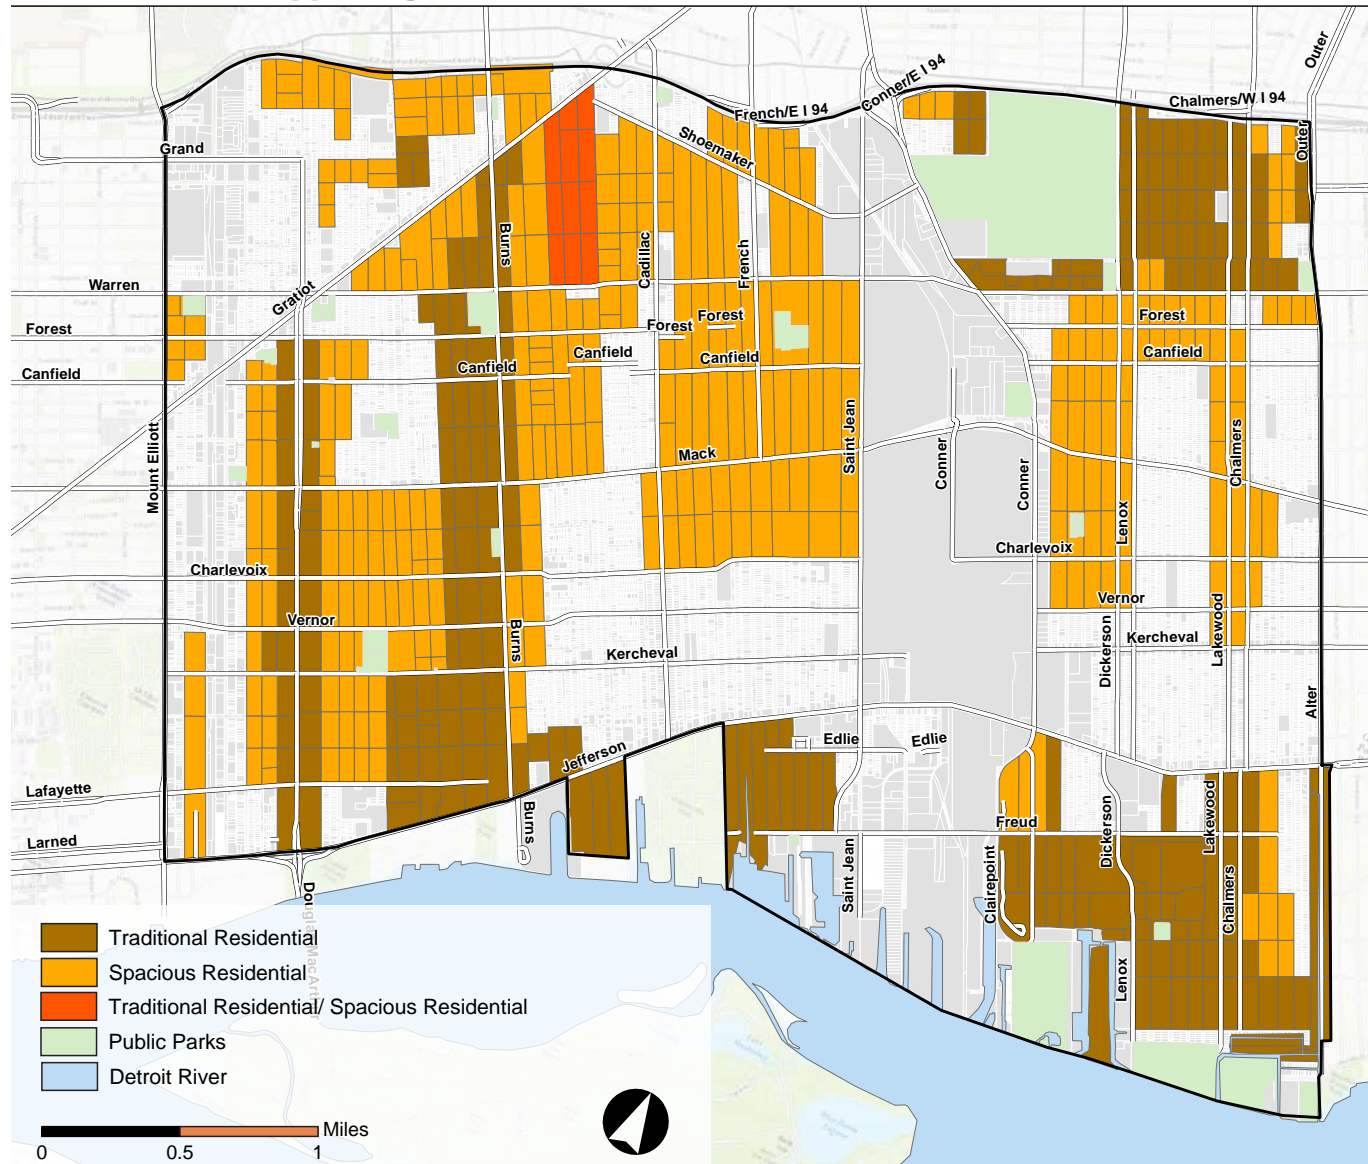 Outer
Conner/E I 94
Chalmers/W I 94
French/E I 94
Outer
Grand
Shoemaker
Burns
Cadillac
French
Warren
Gratiot
Forest
Forest
Forest
Forest
Canfield
Canfield
Canfield
Canfield
Canfield
Mount Elliott
Saint Jean
Mack
Conner
Conner
Chalmers
Lenox
Charlevoix
Charlevoix
Vernor
Vernor
Burns
Kercheval
Kercheval
Dickerson
Lakewood
Alter
Edlie
Edlie
Jefferson
Lafayette
Larned
Burns
Freud
Dickerson
Lakewood
Saint Jean
Clairepoint
Chalmers
Lenox
Traditional Residential
Spacious Residential
Traditional Residential/ Spacious Residential
Public Parks
Detroit River
Miles
0 0.5 1